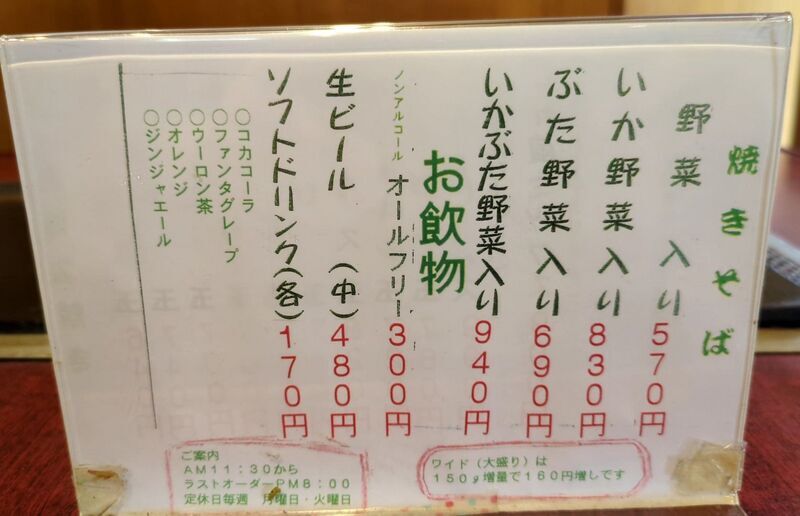 焼きそば
野菜入り 570円
いか野菜入り 830円
ぶた野菜入り 690円
いかぶた野菜入り 940円
お飲物
ノンアルコール オールフリー 300円
生ビール(中) 480円
ソフトドリンク(各) 170円
○コカコーラ
○ファンタグレープ
○ウーロン茶
○オレンジ
○ジンジャエール
ワイド(大盛り)は
150g増量で160円増しです
ご案内
AM11:30から
ラストオーダーPM8:00
定休日毎週 月曜日・火曜日